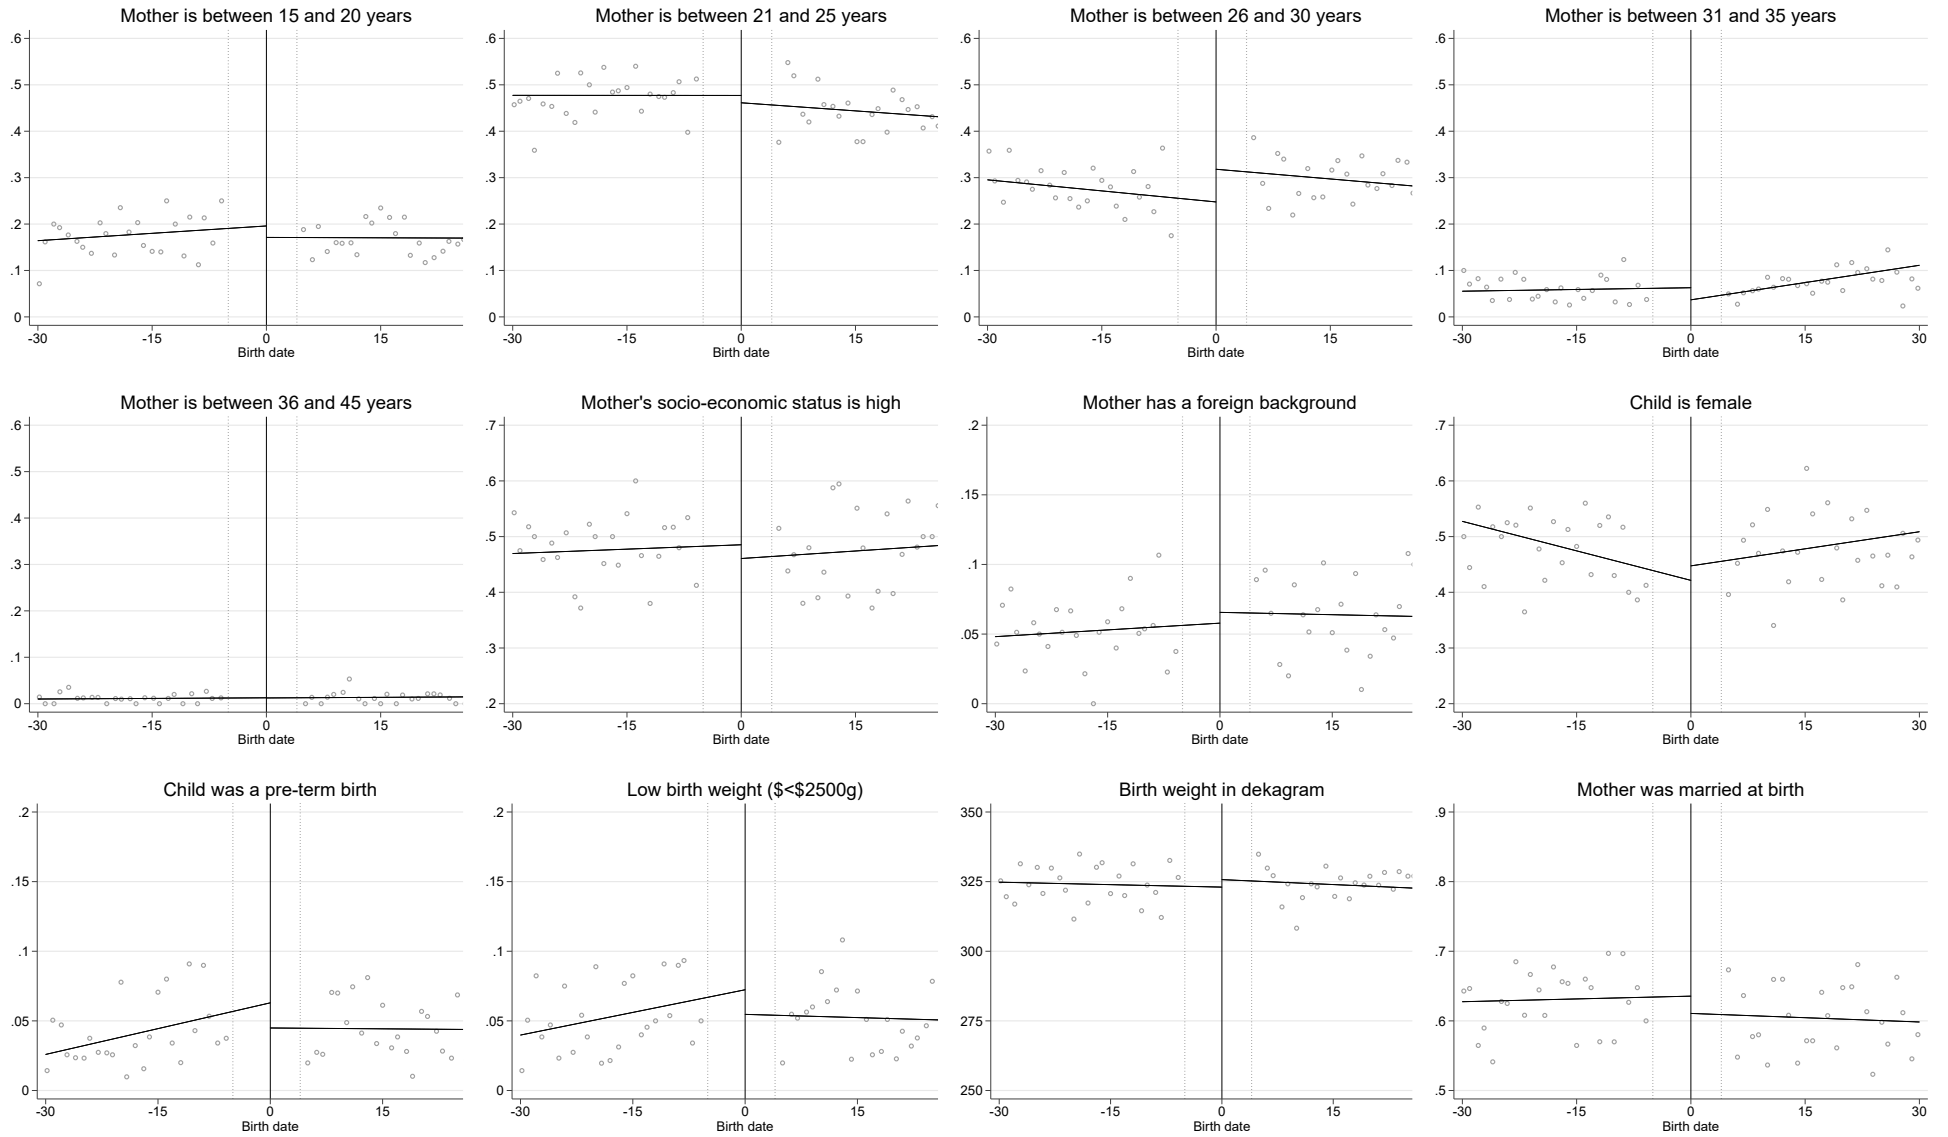 Mother is between 15 and 20 years
.6
.5
.4
.3
.2
.1
0
-30 -15 0 15
Birth date
Mother is between 21 and 25 years
.6
.5
.4
.3
.2
.1
0
-30 -15 0 15
Birth date
Mother is between 26 and 30 years
.6
.5
.4
.3
.2
.1
0
-30 -15 0 15
Birth date
Mother is between 31 and 35 years
.6
.5
.4
.3
.2
.1
0
-30 -15 0 15 30
Birth date
Mother is between 36 and 45 years
.6
.5
.4
.3
.2
.1
0
-30 -15 0 15
Birth date
Mother's socio-economic status is high
.7
.6
.5
.4
.3
.2
-30 -15 0 15
Birth date
Mother has a foreign background
.2
.15
.1
.05
0
-30 -15 0 15
Birth date
Child is female
.7
.6
.5
.4
.3
.2
-30 -15 0 15 30
Birth date
Child was a pre-term birth
.2
.15
.1
.05
0
-30 -15 0 15
Birth date
Low birth weight ($<$2500g)
.2
.15
.1
.05
0
-30 -15 0 15
Birth date
Birth weight in dekagram
350
325
300
275
250
-30 -15 0 15
Birth date
Mother was married at birth
.9
.8
.7
.6
.5
-30 -15 0 15 30
Birth date